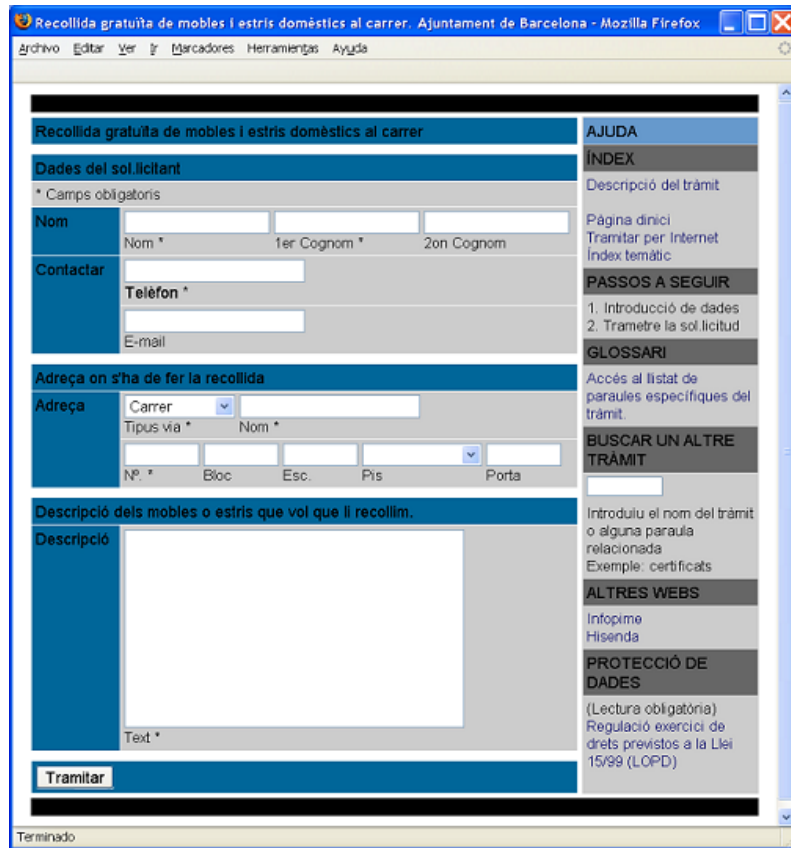 Recollida gratuïta de mobles i estris domèstics al carrer. Ajuntament de Barcelona - Mozilla Firefox
Archivo Editar Ver Ir Marcadores Herramientas Ayuda
Recollida gratuïta de mobles i estris domèstics al carrer
Dades del sol.licitant
* Camps obligatoris
Nom
Nom * 1er Cognom * 2on Cognom
Contactar
Telèfon *
E-mail
Adreça on s'ha de fer la recollida
Adreça Carrer
Tipus via * Nom *
Nº. * Bloc Esc. Pis Porta
Descripció dels mobles o estris que vol que li recollim.
Descripció
Text *
Tramitar
AJUDA
ÍNDEX
Descripció del tràmit
Página dinici
Tramitar per Internet
Índex temàtic
PASSOS A SEGUIR
1. Introducció de dades
2. Trametre la sol.licitud
GLOSSARI
Accés al llistat de
paraules específiques del
tràmit.
BUSCAR UN ALTRE
TRÀMIT
Introduïu el nom del tràmit
o alguna paraula
relacionada
Exemple: certificats
ALTRES WEBS
Infopime
Hisenda
PROTECCIÓ DE
DADES
(Lectura obligatòria)
Regulació exercici de
drets previstos a la Llei
15/99 (LOPD)
Terminado